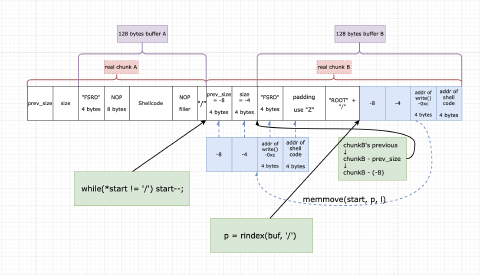 128 bytes buffer A
128 bytes buffer B
real chunk A
real chunk B
prev_size
size
"FSRD"
4 bytes
NOP
8 bytes
Shellcode
NOP
filler
"/"
prev_size
= -8
4 bytes
size =
-4
4 bytes
"FSRD"
4 bytes
padding
use "Z"
"ROOT" +
"/"
-8
-4
addr of
write()
-0xc
addr of
shell
code
4 bytes
4 bytes
-8
-4
addr of
write()
-0xc
4 bytes
addr of
shell
code
4 bytes
chunkB's previous
↓
chunkB - prev_size
↓
chunkB - (-8)
while(*start != '/') start--;
memmove(start, p, l)
p = rindex(buf, '/')